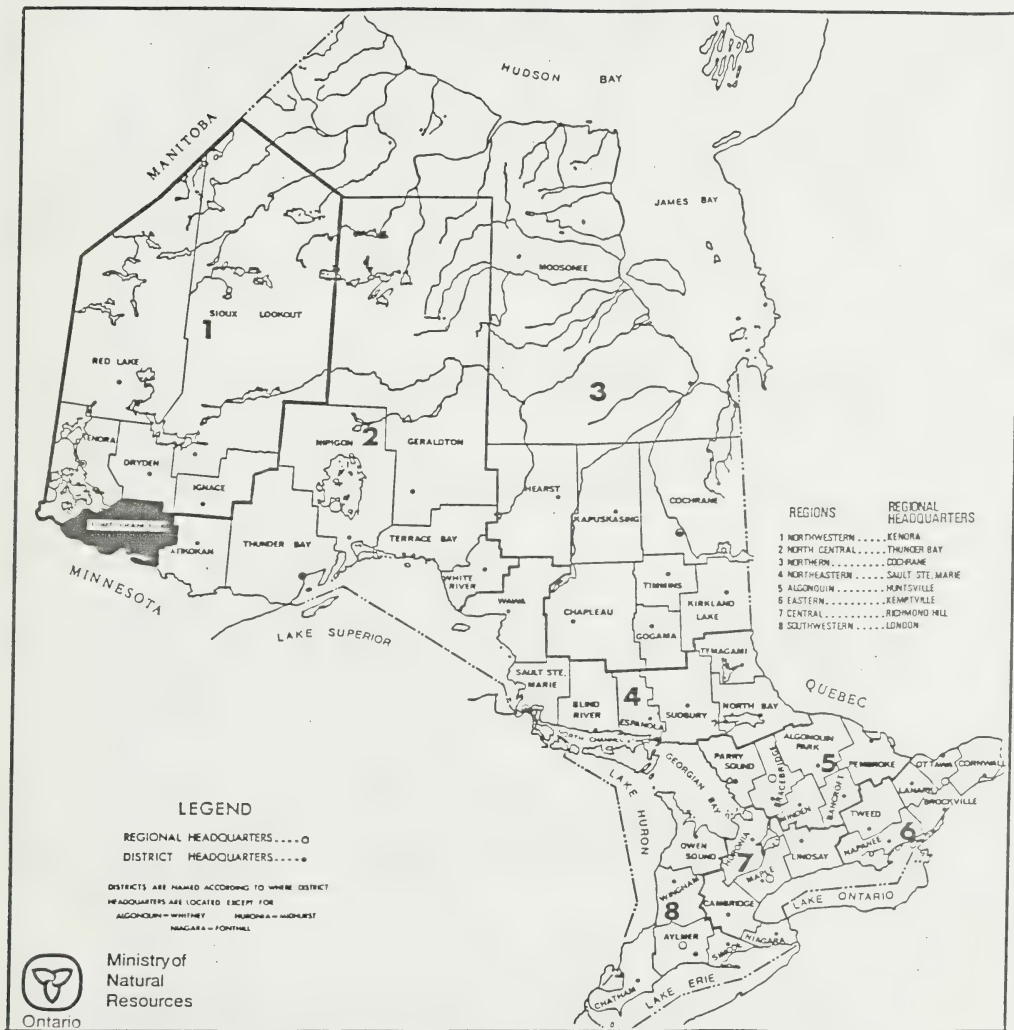 HUDSON BAY
MANITOBA
JAMES BAY
MOOSONEE
SIOUX LOOKOUT
1
RED LAKE
3
KENORA
NIPIGON
2
GERALDTON
DRYDEN
IGNACE
HEARST
KAPUSKASING
COCHRANE
ATIKOKAN
THUNDER BAY
TERRACE BAY
MINNESOTA
WHITE RIVER
WAWA
TIMMINS
CHAPLEAU
KIRKLAND LAKE
GOGAMA
LAKE SUPERIOR
TEMAGAMI
SAULT STE. MARIE
BLIND RIVER
4
ESPANOLA
SUDBURY
NORTH BAY
QUEBEC
NORTH CHANNEL
ALGONQUIN PARK
PARRY SOUND
BRACEBRIDGE
5
PEMBROKE
OTTAWA
CORNWALL
GEORGIAN BAY
BANCROFT
LANARK
BROCKVILLE
MINDEN
TWEED
LAKE HURON
OWEN SOUND
HURONIA
7
LINDSAY
NAPANEE
6
MAPLE
WINGHAM
8
CAMBRIDGE
LAKE ONTARIO
AYLMER
SIMCOE
NIAGARA
CHATHAM
LAKE ERIE
REGIONS REGIONAL HEADQUARTERS
1 NORTHWESTERN.....KENORA
2 NORTH CENTRAL.....THUNDER BAY
3 NORTHERN.....COCHRANE
4 NORTHEASTERN.....SAULT STE. MARIE
5 ALGONQUIN.....HUNTSVILLE
6 EASTERN.....KEMPTVILLE
7 CENTRAL.....RICHMOND HILL
8 SOUTHWESTERN.....LONDON
LEGEND
REGIONAL HEADQUARTERS----o
DISTRICT HEADQUARTERS----•
DISTRICTS ARE NAMED ACCORDING TO WHERE DISTRICT
HEADQUARTERS ARE LOCATED EXCEPT FOR
ALGONQUIN=WHITNEY HURONIA=MIDHURST
NIAGARA=FONTHILL
Ministry of
Natural
Resources
Ontario